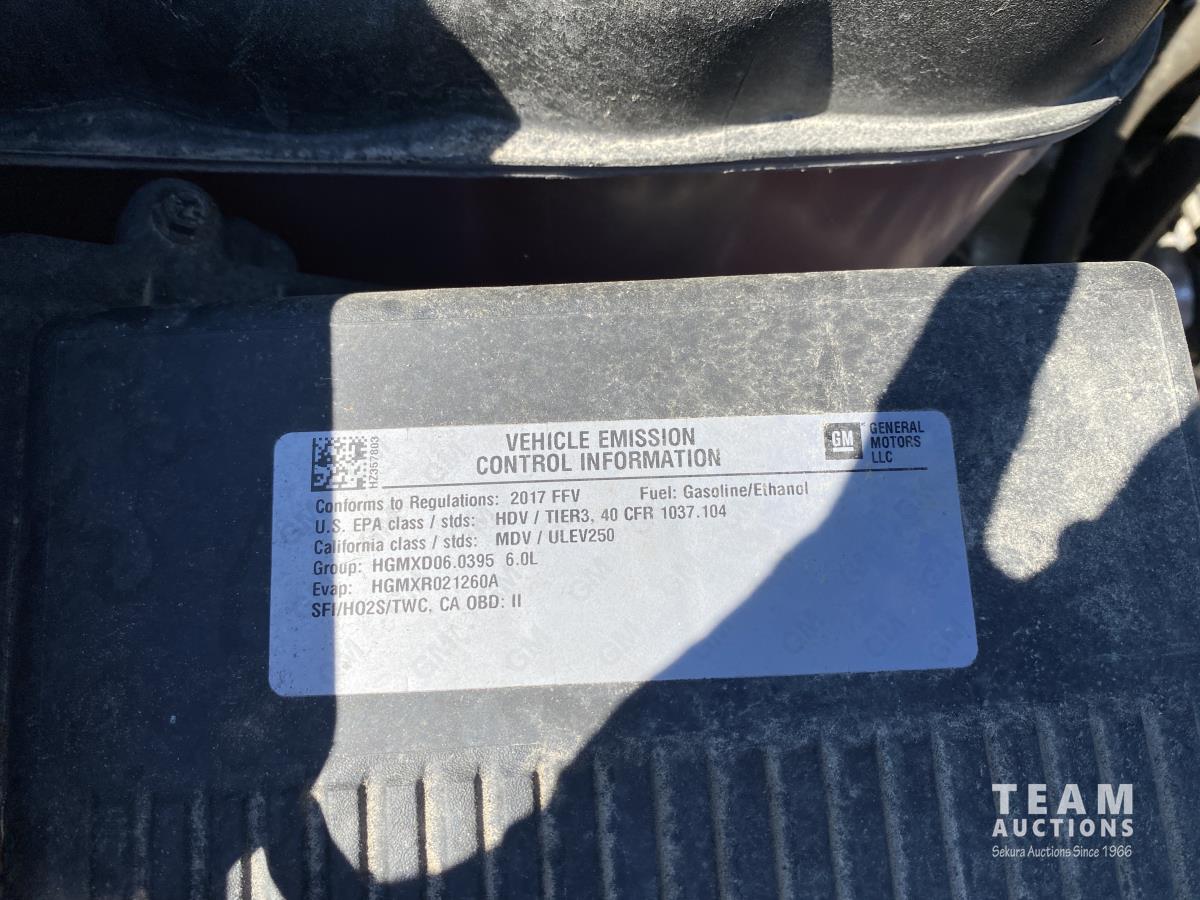 VEHICLE EMISSION
CONTROL INFORMATION
GM
GENERAL
MOTORS
LLC
HZ357803
Conforms to Regulations: 2017 FFV Fuel: Gasoline/Ethanol
U.S. EPA class / stds: HDV / TIER3, 40 CFR 1037.104
California class / stds: MDV / ULEV250
Group: HGMXD06.0395 6.0L
Evap: HGMXR021260A
SFI/HO2S/TWC, CA OBD: II
TEAM
AUCTIONS
Sekura Auctions Since 1966